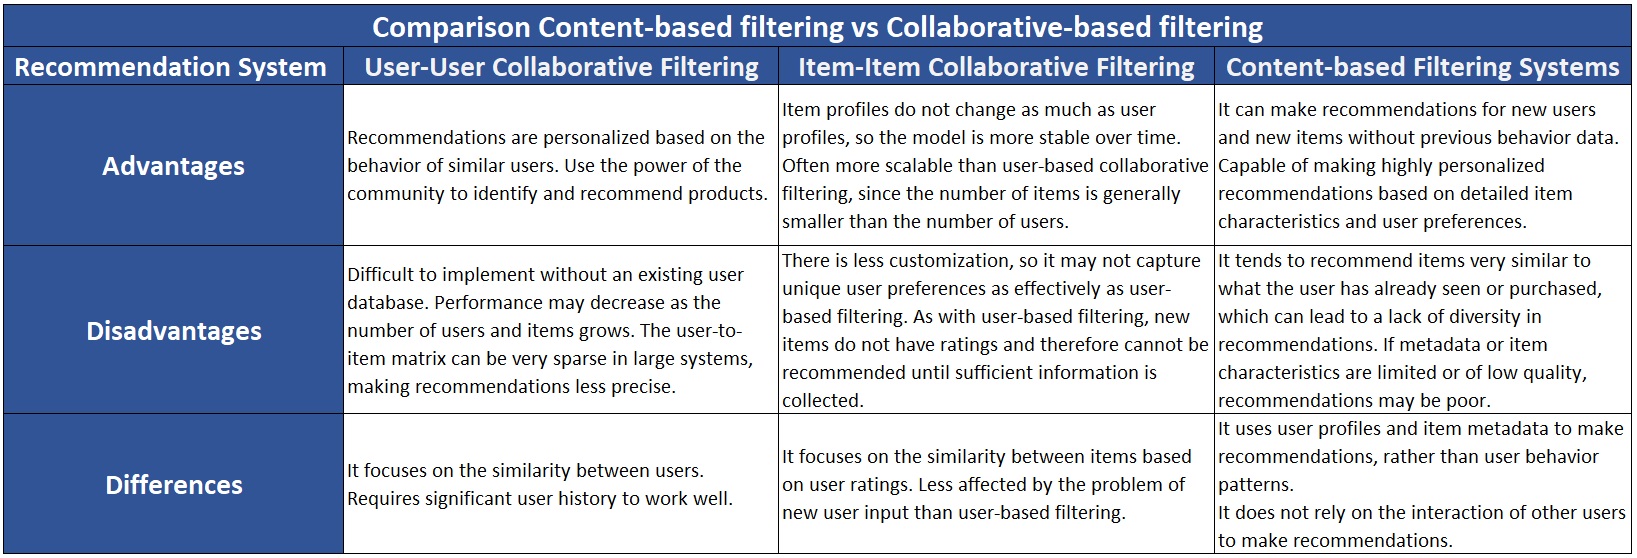 Comparison Content-based filtering vs Collaborative-based filtering
Recommendation System
User-User Collaborative Filtering
Item-Item Collaborative Filtering
Content-based Filtering Systems
Advantages
Recommendations are personalized based on the
behavior of similar users. Use the power of the
community to identify and recommend products.
Item profiles do not change as much as user
profiles, so the model is more stable over time.
Often more scalable than user-based collaborative
filtering, since the number of items is generally
smaller than the number of users.
It can make recommendations for new users
and new items without previous behavior data.
Capable of making highly personalized
recommendations based on detailed item
characteristics and user preferences.
Disadvantages
Difficult to implement without an existing user
database. Performance may decrease as the
number of users and items grows. The user-to-
item matrix can be very sparse in large systems,
making recommendations less precise.
There is less customization, so it may not capture
unique user preferences as effectively as user-
based filtering. As with user-based filtering, new
items do not have ratings and therefore cannot be
recommended until sufficient information is
collected.
It tends to recommend items very similar to
what the user has already seen or purchased,
which can lead to a lack of diversity in
recommendations. If metadata or item
characteristics are limited or of low quality,
recommendations may be poor.
Differences
It focuses on the similarity between users.
Requires significant user history to work well.
It focuses on the similarity between items based
on user ratings. Less affected by the problem of
new user input than user-based filtering.
It uses user profiles and item metadata to make
recommendations, rather than user behavior
patterns.
It does not rely on the interaction of other users
to make recommendations.